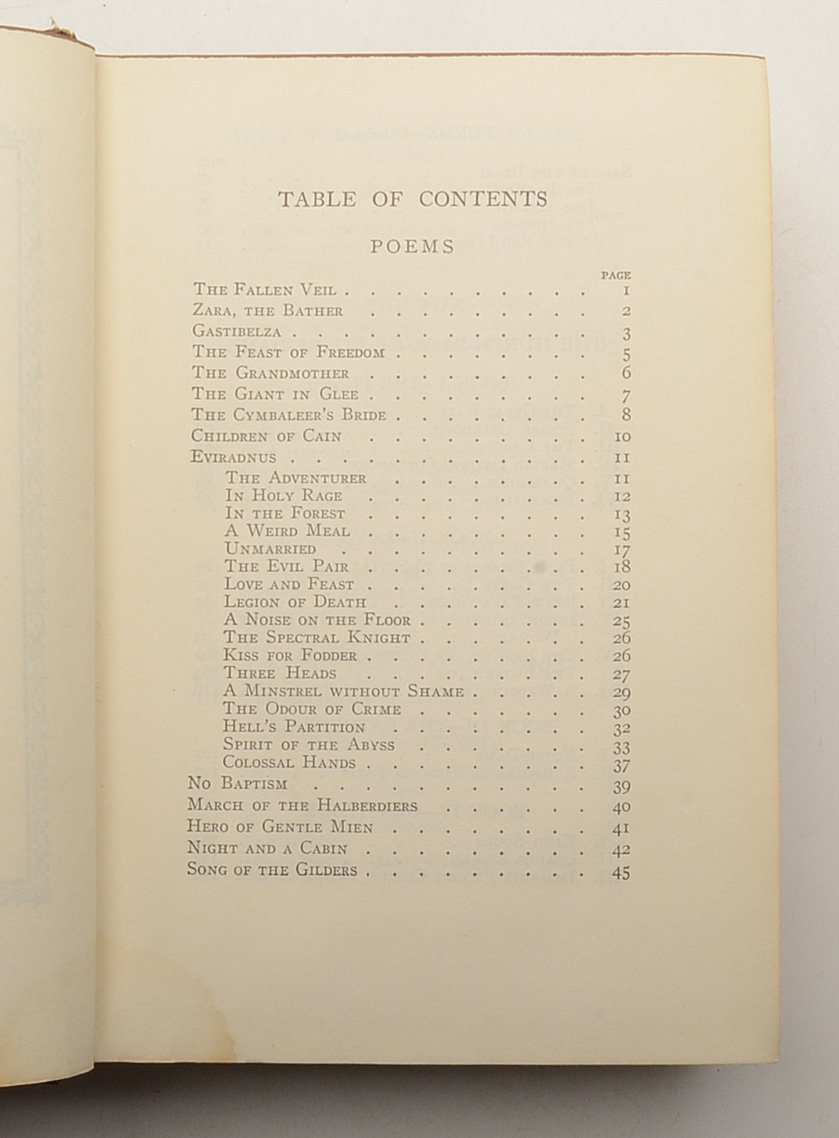 TABLE OF CONTENTS
POEMS
PAGE
The Fallen Veil . . . . . . . . . . 1
Zara, the Bather . . . . . . . . . 2
Gastibelza . . . . . . . . . . . . 3
The Feast of Freedom . . . . . . . . 5
The Grandmother . . . . . . . . . 6
The Giant in Glee . . . . . . . . . 7
The Cymbaleer's Bride . . . . . . . . 8
Children of Cain . . . . . . . . . 10
Eviradnus . . . . . . . . . . . . 11
The Adventurer . . . . . . . . 11
In Holy Rage . . . . . . . . . 12
In the Forest . . . . . . . . . 13
A Weird Meal . . . . . . . . . 15
Unmarried . . . . . . . . . . 17
The Evil Pair . . . . . . . . . 18
Love and Feast . . . . . . . . . 20
Legion of Death . . . . . . . . 21
A Noise on the Floor . . . . . . . 25
The Spectral Knight . . . . . . . 26
Kiss for Fodder . . . . . . . . . 26
Three Heads . . . . . . . . . 27
A Minstrel without Shame . . . . . 29
The Odour of Crime . . . . . . . 30
Hell's Partition . . . . . . . . 32
Spirit of the Abyss . . . . . . . 33
Colossal Hands . . . . . . . . . 37
No Baptism . . . . . . . . . . . 39
March of the Halberdiers . . . . . . 40
Hero of Gentle Mien . . . . . . . . 41
Night and a Cabin . . . . . . . . . 42
Song of the Gilders . . . . . . . . . 45